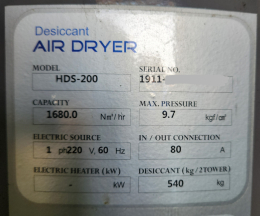 Desiccant
AIR DRYER
MODEL SERIAL NO.
HDS-200 1911-
CAPACITY MAX. PRESSURE
1680.0 N㎥/hr 9.7 kgf/㎠
ELECTRIC SOURCE IN / OUT CONNECTION
1 ph 220 V, 60 Hz 80 A
ELECTRIC HEATER (kW) DESICCANT (kg / 2TOWER)
- kW 540 kg